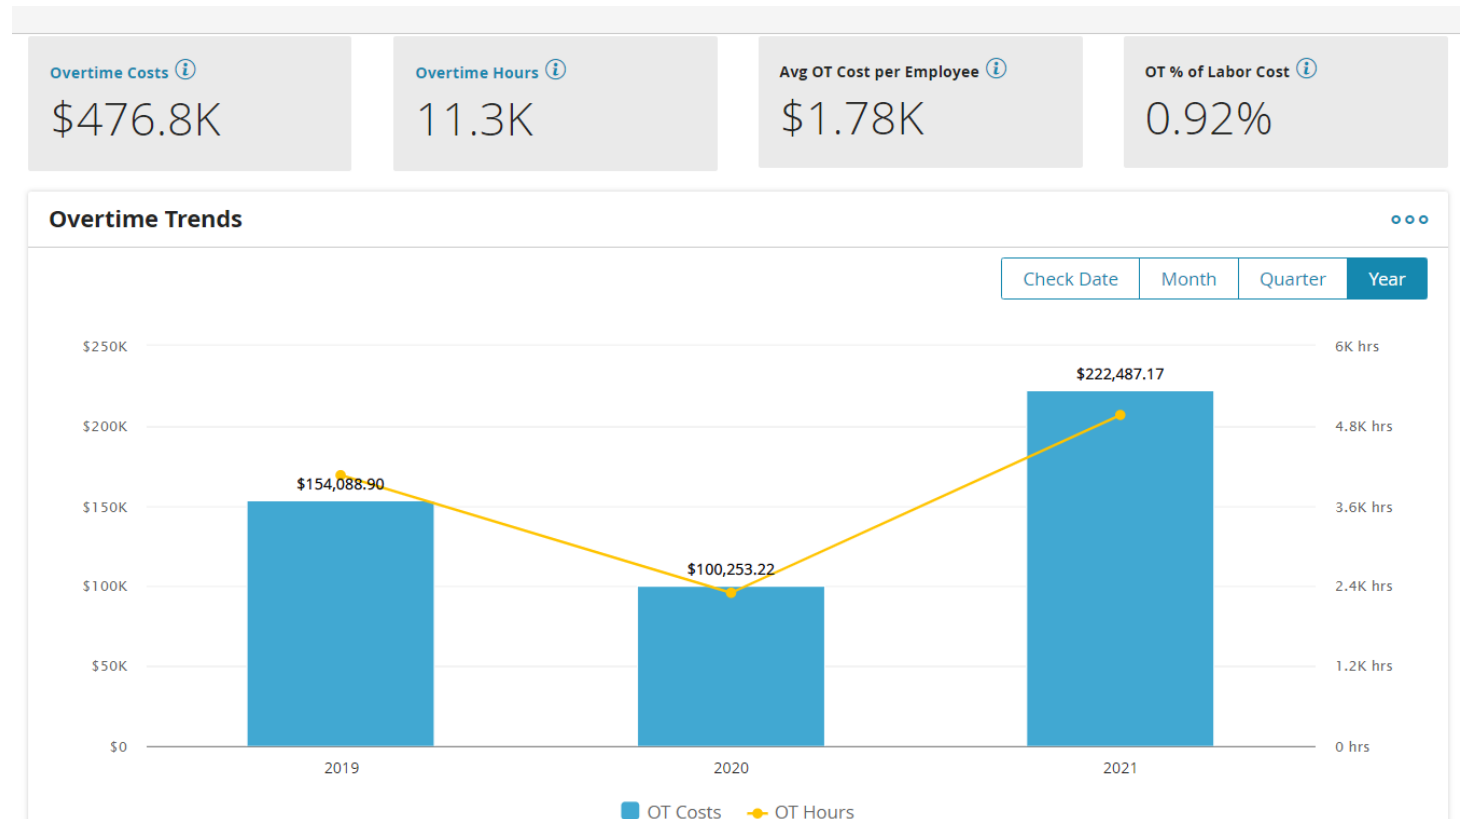 Overtime Costs
Overtime Hours
Avg OT Cost per Employee
OT % of Labor Cost
$476.8K
11.3K
$1.78K
0.92%
Overtime Trends
Check Date
Month
Quarter
Year
$250K
6K hrs
$222,487.17
$200K
4.8K hrs
$154,088.90
$150K
3.6K hrs
$100,253.22
$100K
2.4K hrs
$50K
1.2K hrs
$0
0 hrs
2019
2020
2021
OT Costs
OT Hours